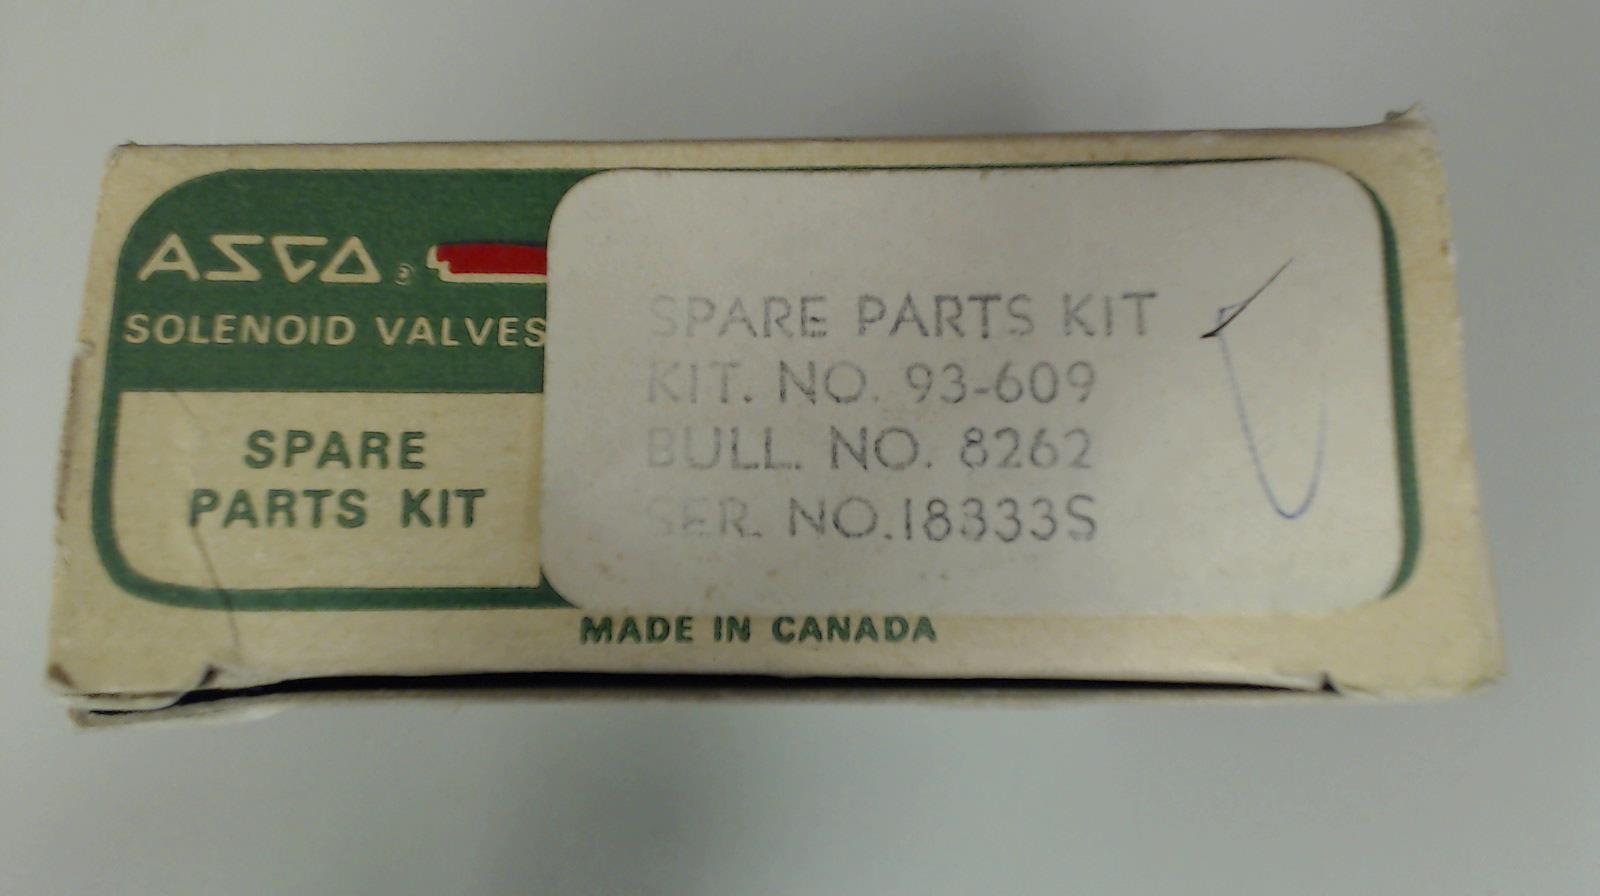 ASCO®
SOLENOID VALVES
SPARE
PARTS KIT
SPARE PARTS KIT
KIT. NO. 93-609
BULL. NO. 8262
SER. NO. 18333S
MADE IN CANADA